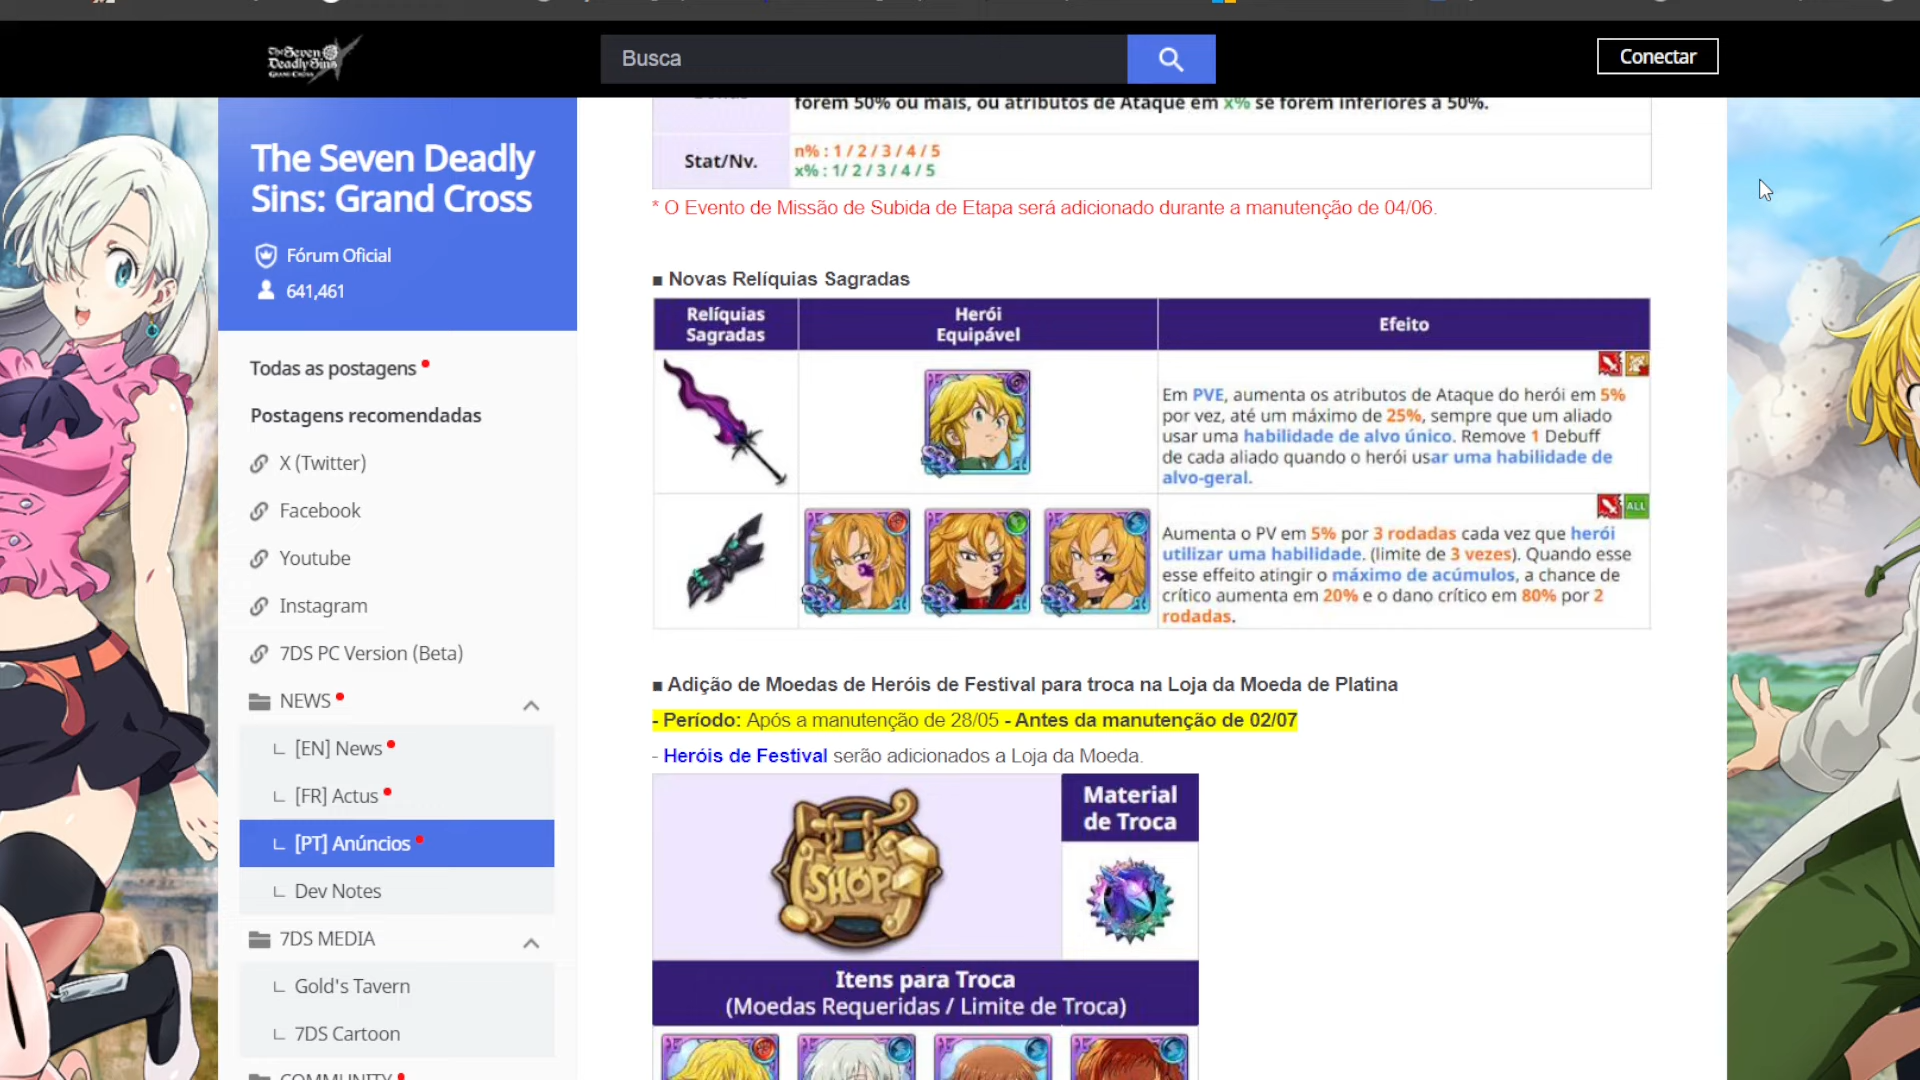 The Seven
Deadly Sins
GRAND CROSS
Busca
Conectar
The Seven Deadly
Sins: Grand Cross
Fórum Oficial
641,461
Todas as postagens
Postagens recomendadas
X (Twitter)
Facebook
Youtube
Instagram
7DS PC Version (Beta)
NEWS
[EN] News
[FR] Actus
[PT] Anúncios
Dev Notes
7DS MEDIA
Gold's Tavern
7DS Cartoon
COMMUNITY
forem 50% ou mais, ou atributos de Ataque em x% se forem inferiores a 50%.
Stat/Nv.
n% : 1 / 2 / 3 / 4 / 5
x% : 1/ 2 / 3 / 4 / 5
* O Evento de Missão de Subida de Etapa será adicionado durante a manutenção de 04/06.
■ Novas Relíquias Sagradas
Relíquias
Sagradas
Herói
Equipável
Efeito
Em PVE, aumenta os atributos de Ataque do herói em 5%
por vez, até um máximo de 25%, sempre que um aliado
usar uma habilidade de alvo único. Remove 1 Debuff
de cada aliado quando o herói usar uma habilidade de
alvo-geral.
ALL
Aumenta o PV em 5% por 3 rodadas cada vez que herói
utilizar uma habilidade. (limite de 3 vezes). Quando esse
esse effeito atingir o máximo de acúmulos, a chance de
crítico aumenta em 20% e o dano crítico em 80% por 2
rodadas.
■ Adição de Moedas de Heróis de Festival para troca na Loja da Moeda de Platina
- Período: Após a manutenção de 28/05 - Antes da manutenção de 02/07
- Heróis de Festival serão adicionados a Loja da Moeda.
SHOP
Material
de Troca
Itens para Troca
(Moedas Requeridas / Limite de Troca)